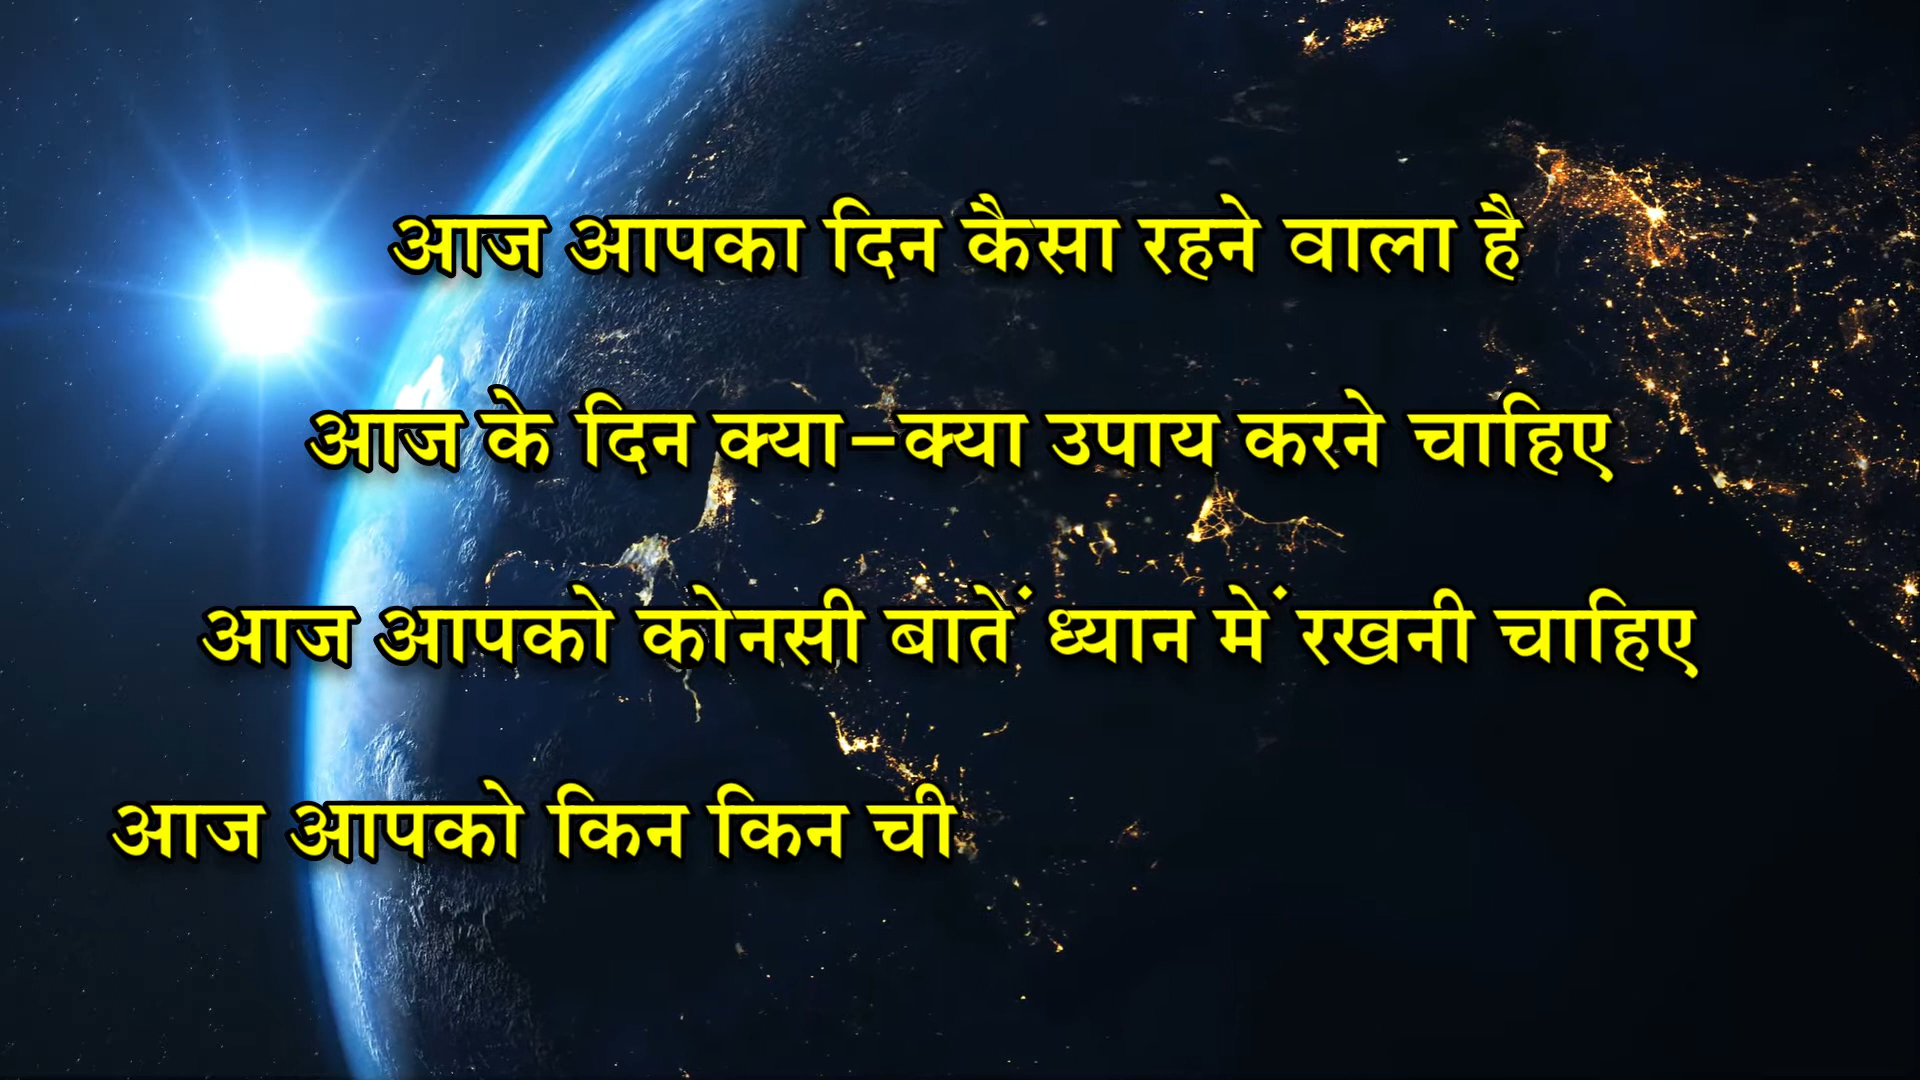 आज आपका दिन कैसा रहने वाला है
आज के दिन क्या-क्या उपाय करने चाहिए
आज आपको कोनसी बातें ध्यान में रखनी चाहिए
आज आपको किन किन ची